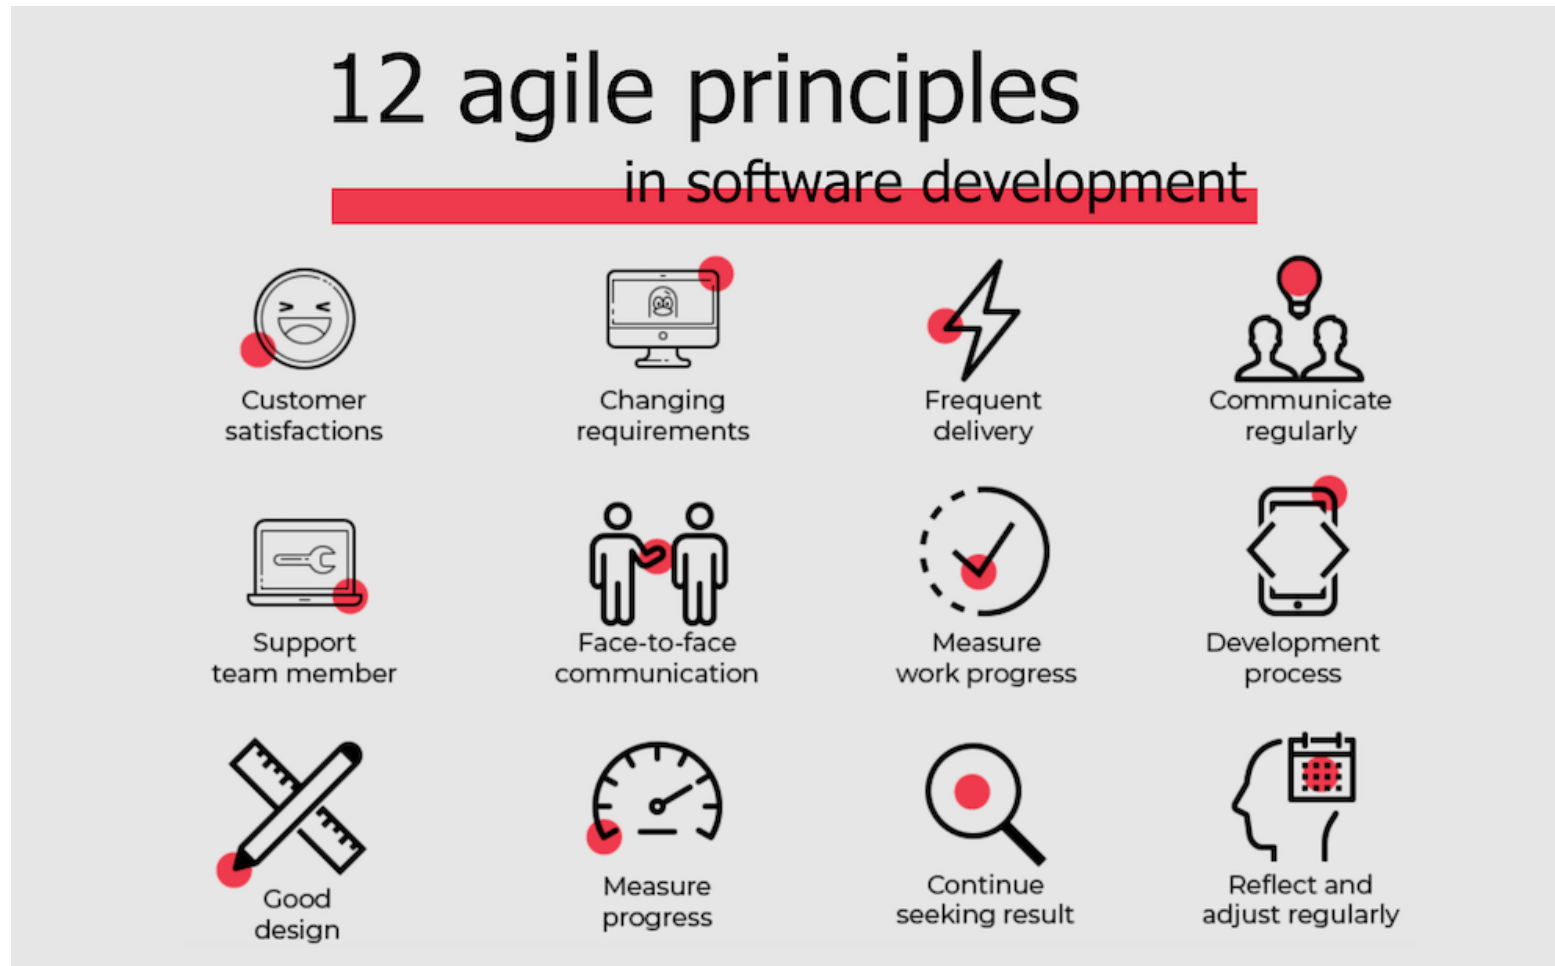 12 agile principles
in software development
Customer
satisfactions
Changing
requirements
Frequent
delivery
Communicate
regularly
Support
team member
Face-to-face
communication
Measure
work progress
Development
process
Good
design
Measure
progress
Continue
seeking result
Reflect and
adjust regularly